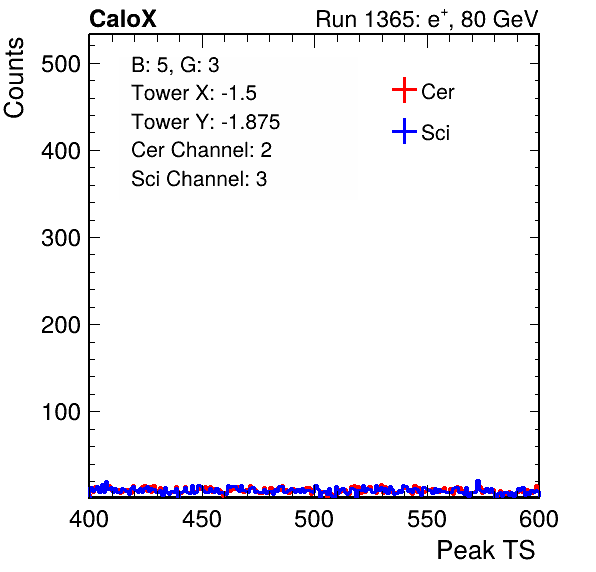 CaloX Run 1365: e⁺, 80 GeV
B: 5, G: 3
Tower X: -1.5
Tower Y: -1.875
Cer Channel: 2
Sci Channel: 3
Cer
Sci
Counts
500
400
300
200
100
400 450 500 550 600
Peak TS